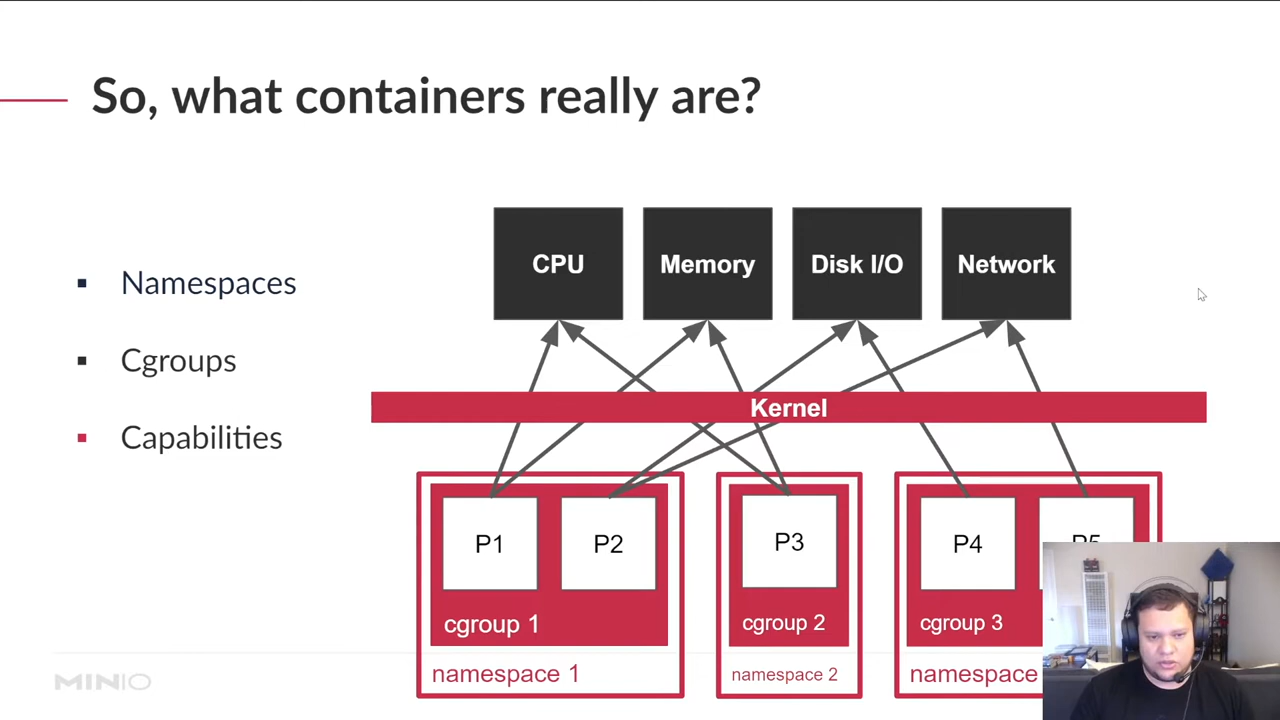 So, what containers really are?
Namespaces
Cgroups
Capabilities
CPU
Memory
Disk I/O
Network
Kernel
P1
P2
P3
P4
P5
cgroup 1
cgroup 2
cgroup 3
namespace 1
namespace 2
namespace
MINIO